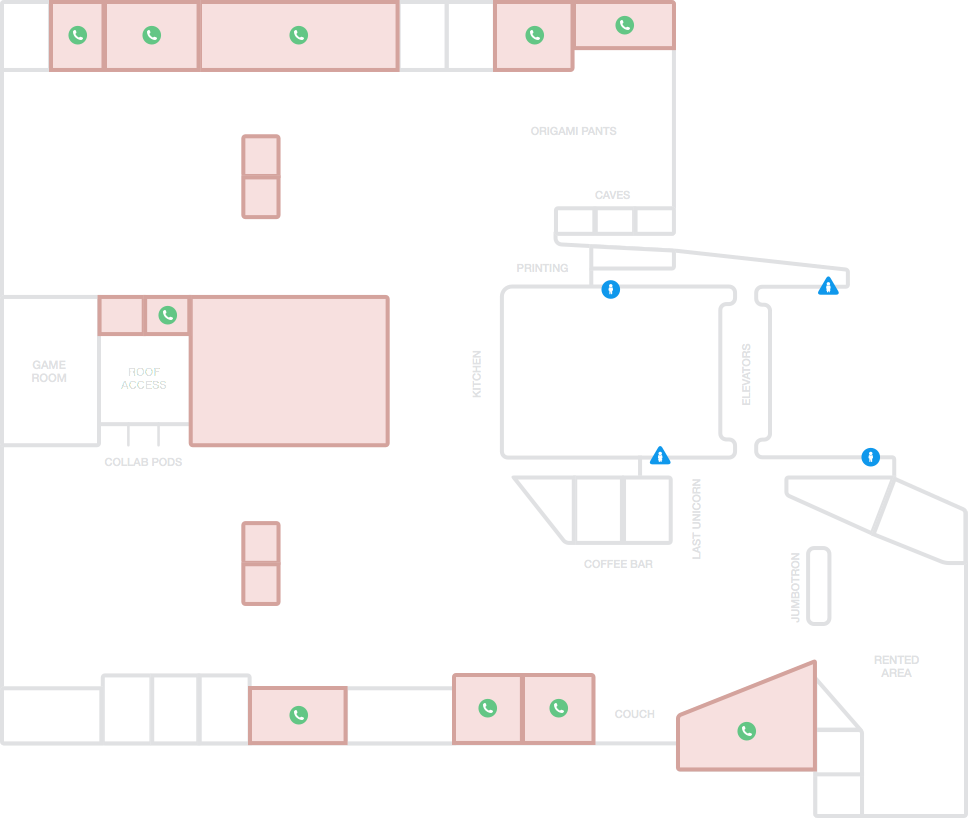 ORIGAMI PANTS
CAVES
PRINTING
KITCHEN
ELEVATORS
GAME
ROOM
ROOF
ACCESS
COLLAB PODS
LAST UNICORN
COFFEE BAR
JUMBOTRON
RENTED
AREA
COUCH